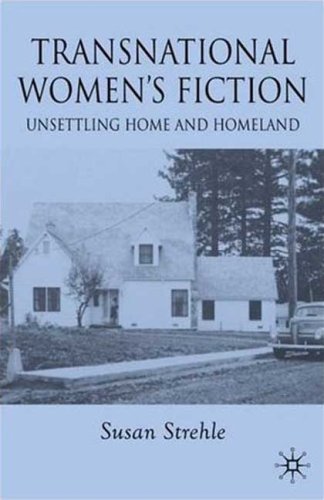 TRANSNATIONAL
WOMEN'S FICTION
UNSETTLING HOME AND HOMELAND
Susan Strehle